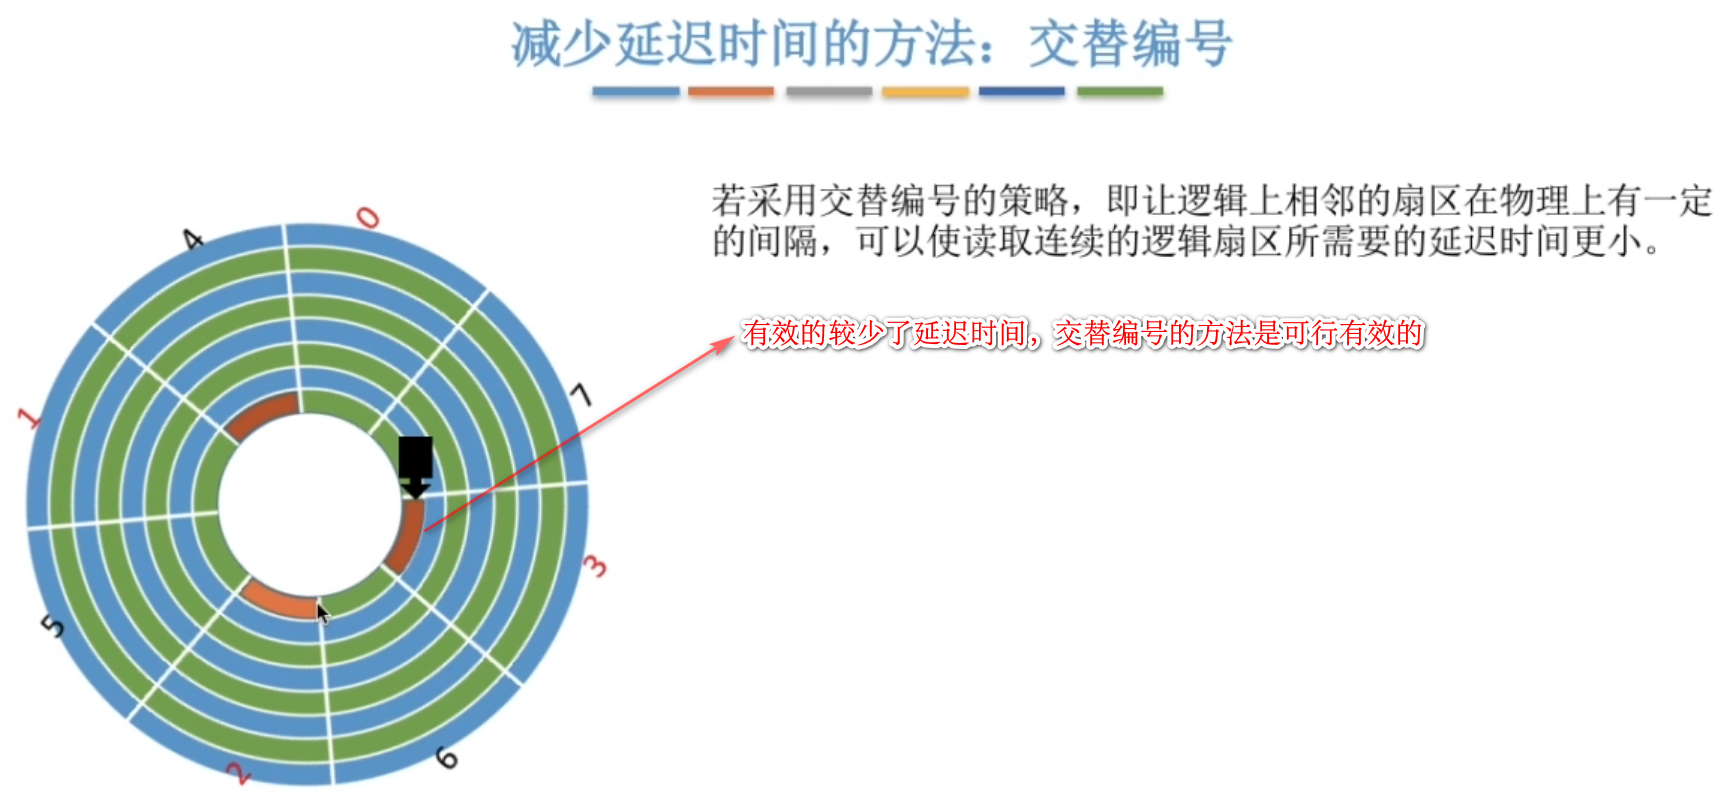 减少延迟时间的方法：交替编号
若采用交替编号的策略，即让逻辑上相邻的扇区在物理上有一定
的间隔，可以使读取连续的逻辑扇区所需要的延迟时间更小。
有效的较少了延迟时间，交替编号的方法是可行有效的
0
4
7
1
3
5
6
2